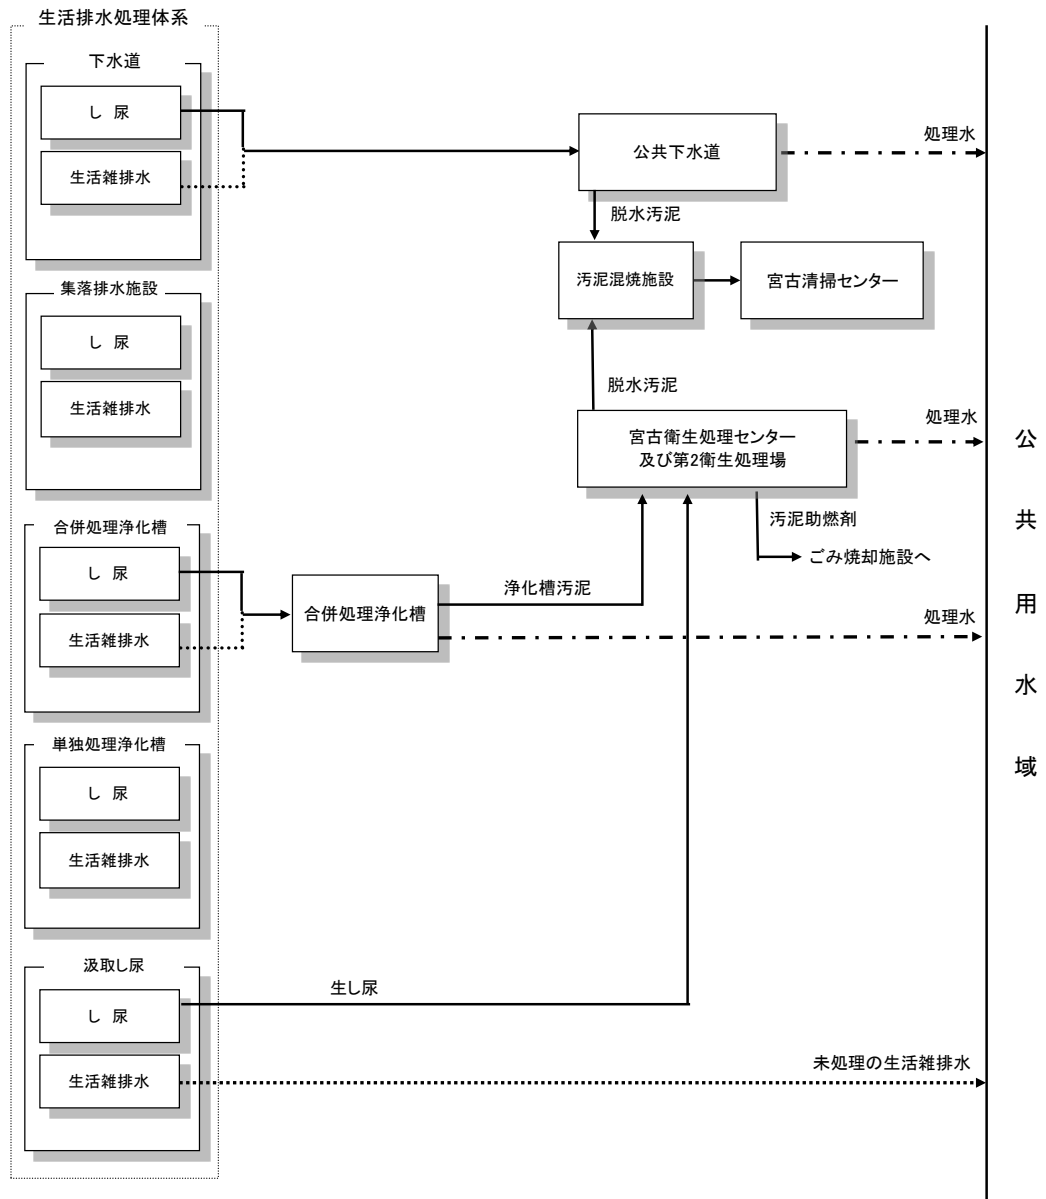 生活排水処理体系
下水道
し 尿
生活雑排水
公共下水道
処理水
脱水汚泥
汚泥混焼施設
宮古清掃センター
集落排水施設
し 尿
生活雑排水
脱水汚泥
宮古衛生処理センター
及び第2衛生処理場
処理水
汚泥助燃剤
ごみ焼却施設へ
合併処理浄化槽
し 尿
生活雑排水
合併処理浄化槽
浄化槽汚泥
処理水
単独処理浄化槽
し 尿
生活雑排水
汲取し尿
し 尿
生活雑排水
生し尿
未処理の生活雑排水
公
共
用
水
域